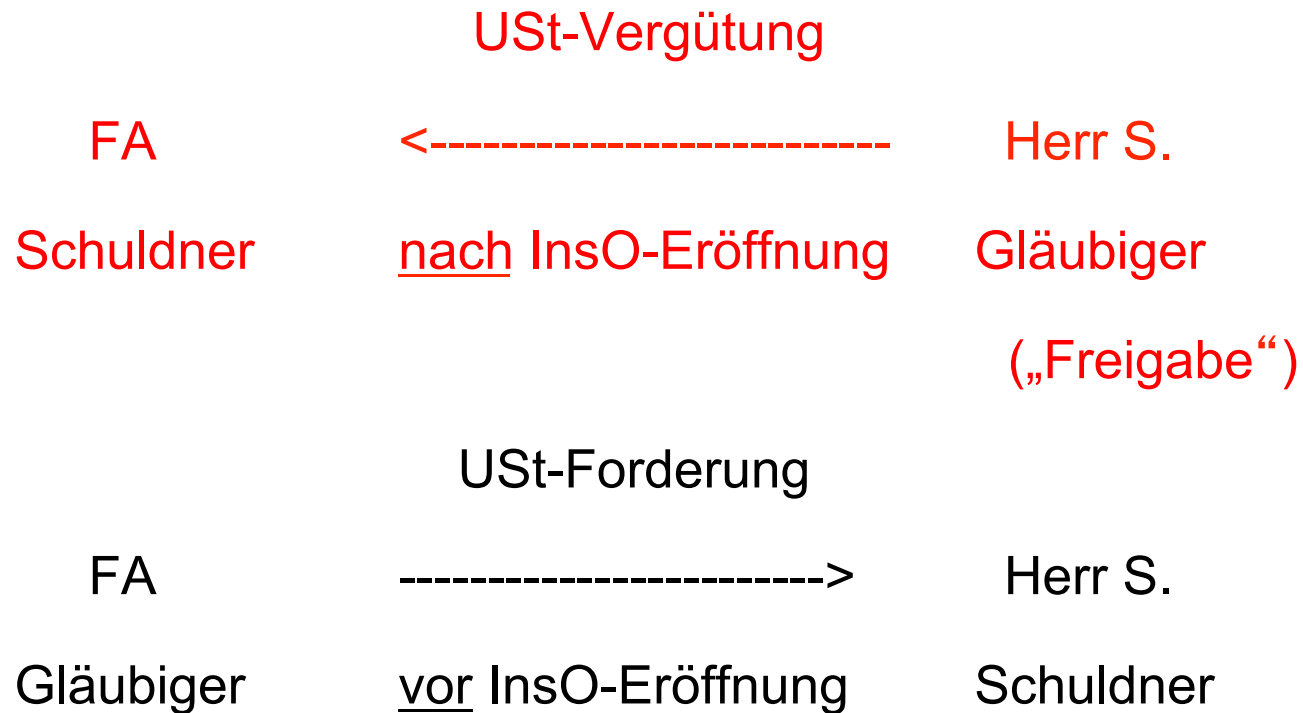 USt-Vergütung
FA <-------------------------- Herr S.
Schuldner nach InsO-Eröffnung Gläubiger
(„Freigabe“)
USt-Forderung
FA ------------------------> Herr S.
Gläubiger vor InsO-Eröffnung Schuldner